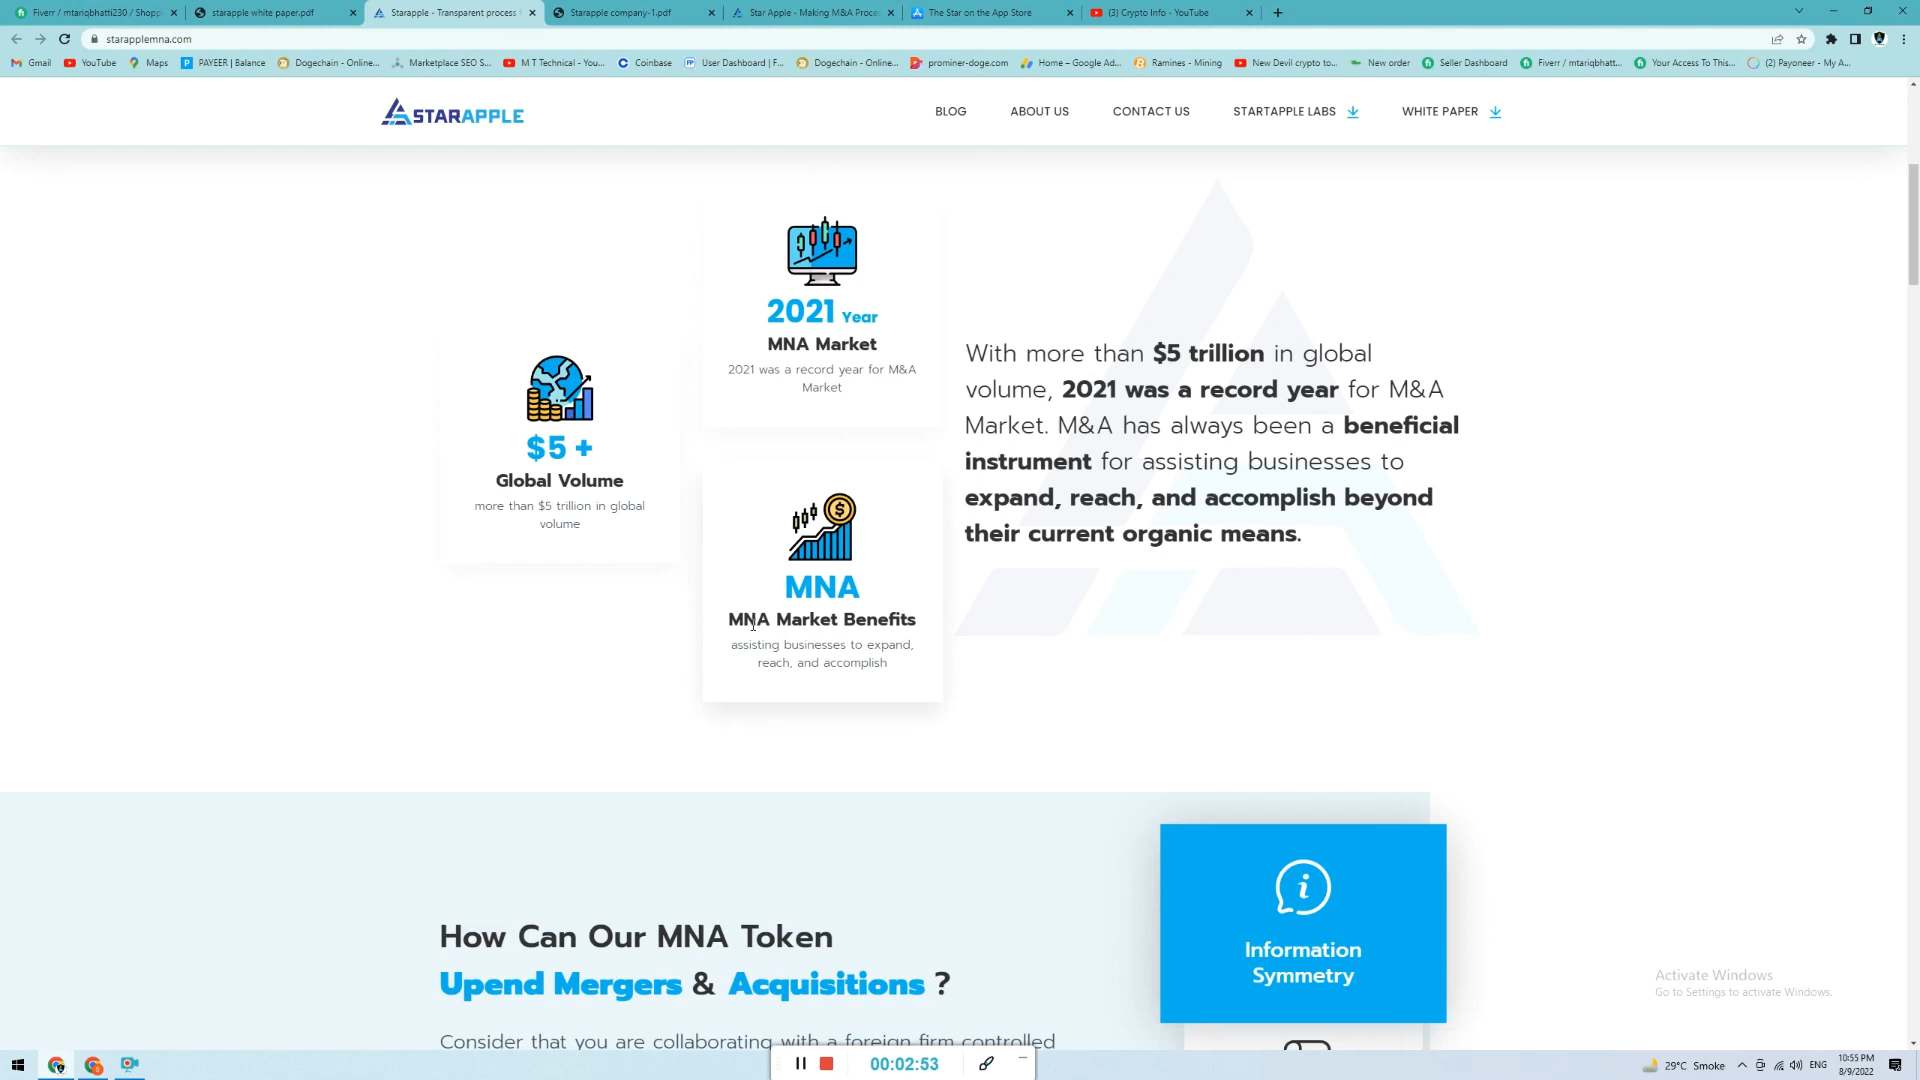 Fiverr / mtariqbhatti230 / Shopp
starapple white paper.pdf
Starapple - Transparent process f
Starapple company-1.pdf
Star Apple - Making M&A Proces
The Star on the App Store
(3) Crypto Info - YouTube
starapplemna.com
Gmail
YouTube
Maps
PAYEER | Balance
Dogechain - Online...
Marketplace SEO S...
M T Technical - You...
Coinbase
User Dashboard | F...
Dogechain - Online...
prominer-doge.com
Home – Google Ad...
Ramines - Mining
New Devil crypto to...
New order
Seller Dashboard
Fiverr / mtariqbhatt...
Your Access To This...
(2) Payoneer - My A...
STARAPPLE
BLOG
ABOUT US
CONTACT US
STARTAPPLE LABS
WHITE PAPER
2021 Year
MNA Market
2021 was a record year for M&A
Market
$5 +
Global Volume
more than $5 trillion in global
volume
MNA
MNA Market Benefits
assisting businesses to expand,
reach, and accomplish
With more than $5 trillion in global
volume, 2021 was a record year for M&A
Market. M&A has always been a beneficial
instrument for assisting businesses to
expand, reach, and accomplish beyond
their current organic means.
How Can Our MNA Token
Upend Mergers & Acquisitions ?
Consider that you are collaborating with a foreign firm controlled
Information
Symmetry
Activate Windows
Go to Settings to activate Windows.
00:02:53
29°C Smoke
ENG
10:55 PM
8/9/2022